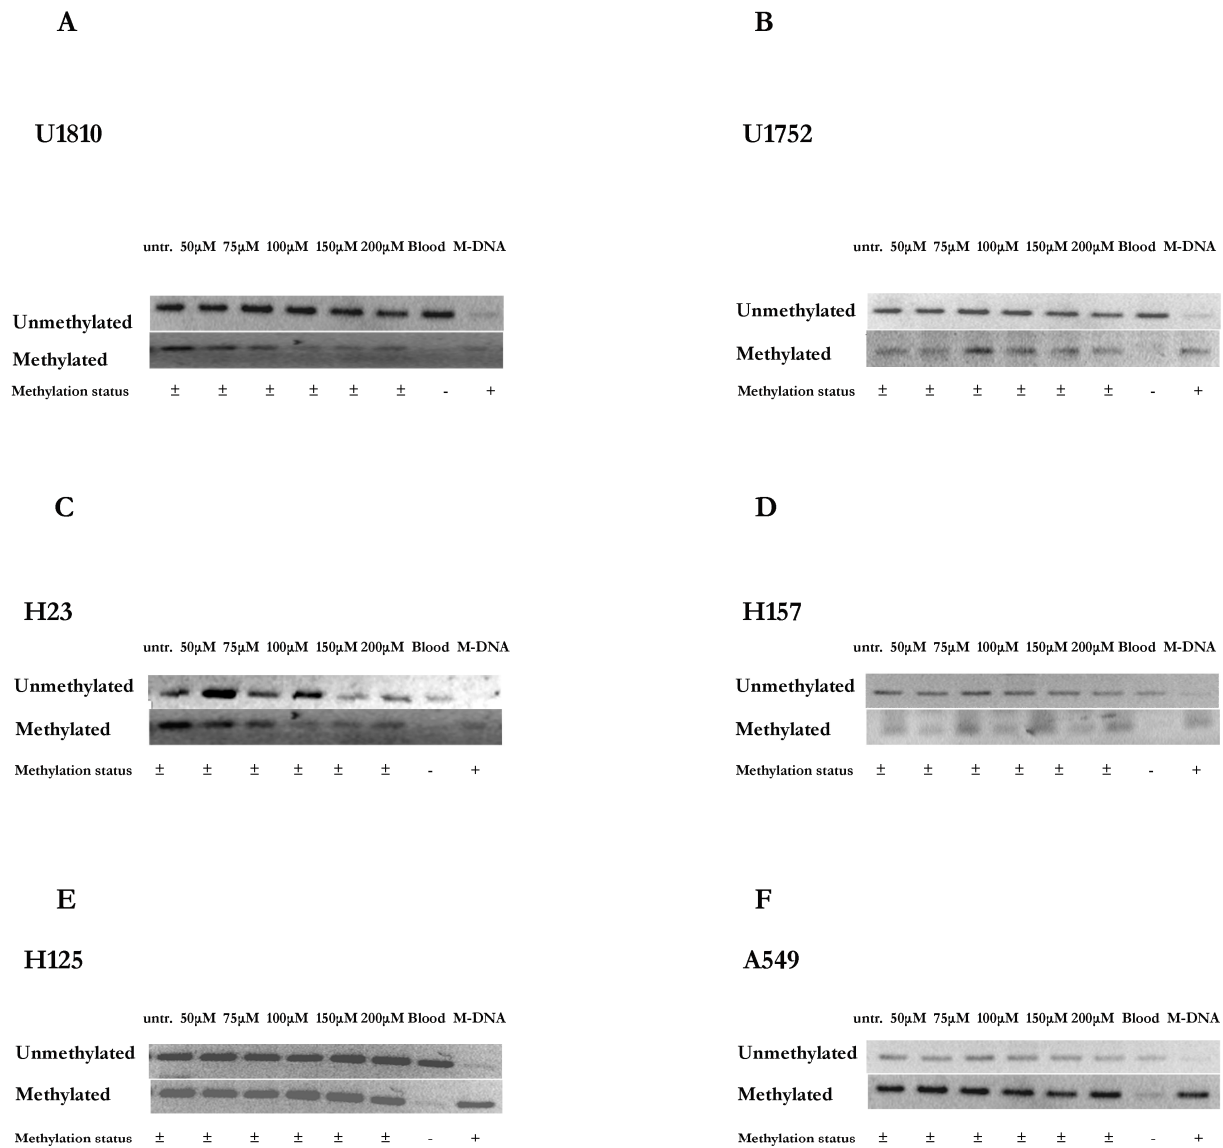 A
U1810
untr. 50µM 75µM 100µM 150µM 200µM Blood M-DNA
Unmethylated
Methylated
Methylation status ± ± ± ± ± ± - +
B
U1752
untr. 50µM 75µM 100µM 150µM 200µM Blood M-DNA
Unmethylated
Methylated
Methylation status ± ± ± ± ± ± - +
C
H23
untr. 50µM 75µM 100µM 150µM 200µM Blood M-DNA
Unmethylated
Methylated
Methylation status ± ± ± ± ± ± - +
D
H157
untr. 50µM 75µM 100µM 150µM 200µM Blood M-DNA
Unmethylated
Methylated
Methylation status ± ± ± ± ± ± - +
E
H125
untr. 50µM 75µM 100µM 150µM 200µM Blood M-DNA
Unmethylated
Methylated
Methylation status ± ± ± ± ± ± - +
F
A549
untr. 50µM 75µM 100µM 150µM 200µM Blood M-DNA
Unmethylated
Methylated
Methylation status ± ± ± ± ± ± - +